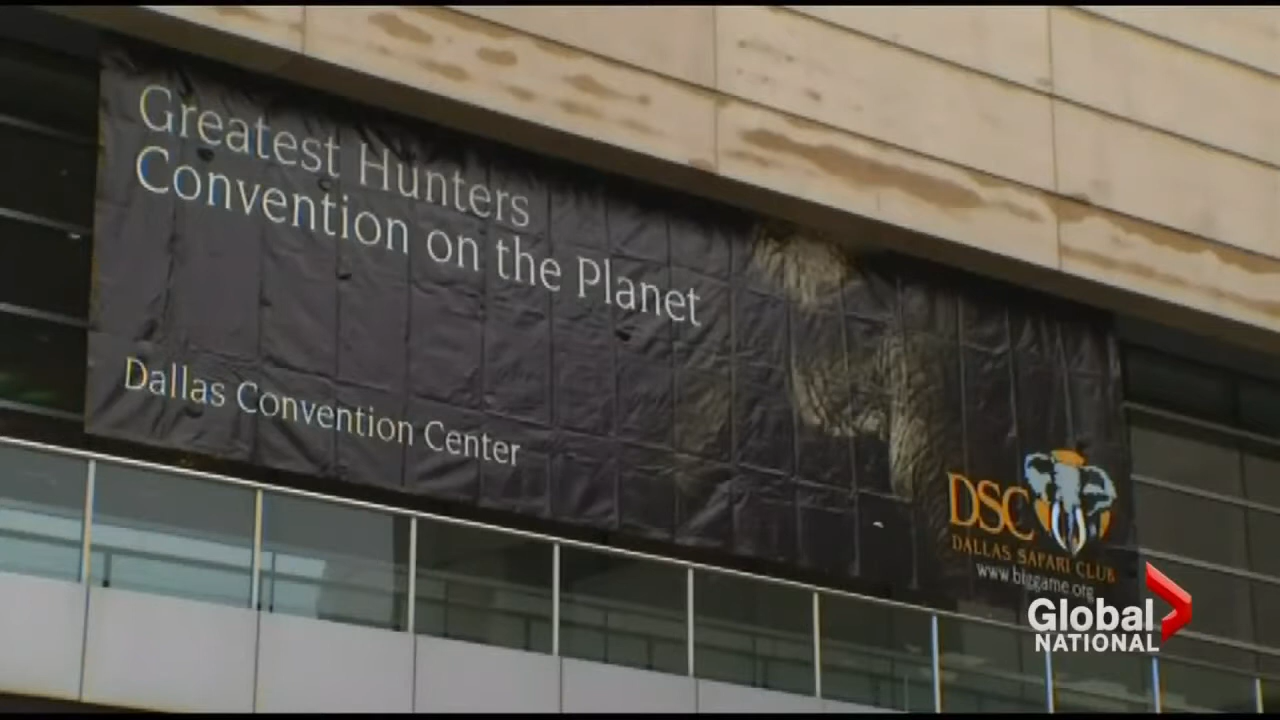 Greatest Hunters
Convention on the Planet
Dallas Convention Center
DSC
DALLAS SAFARI CLUB
www.biggame.org
Global
NATIONAL